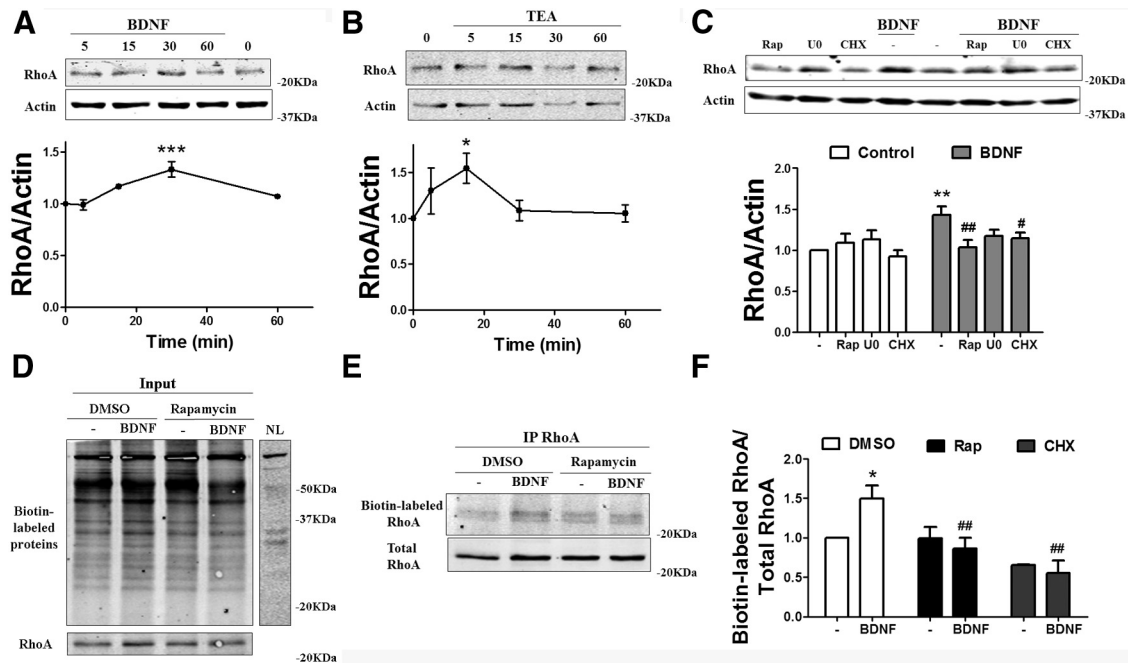 A
BDNF
5 15 30 60 0
RhoA
-20KDa
Actin
-37KDa
RhoA/Actin
1.5
***
1.0
0.5
0.0
0 20 40 60
Time (min)
B
TEA
0 5 15 30 60
RhoA
-20KDa
Actin
-37KDa
RhoA/Actin
1.5
*
1.0
0.5
0.0
0 20 40 60
Time (min)
C
BDNF BDNF
Rap U0 CHX - - Rap U0 CHX
RhoA
-20KDa
Actin
-37KDa
Control BDNF
RhoA/Actin
2.0
1.5
1.0
0.5
0.0
** ## #
- Rap U0 CHX - Rap U0 CHX
D
Input
DMSO Rapamycin
- BDNF - BDNF NL
Biotin-
labeled
proteins
-50KDa
-37KDa
-20KDa
RhoA
-20KDa
E
IP RhoA
DMSO Rapamycin
- BDNF - BDNF
Biotin-labeled
RhoA
-20KDa
Total
RhoA
-20KDa
F
DMSO Rap CHX
Biotin-labeled RhoA/
Total RhoA
2.0
1.5
1.0
0.5
0.0
* ## ##
- BDNF - BDNF - BDNF